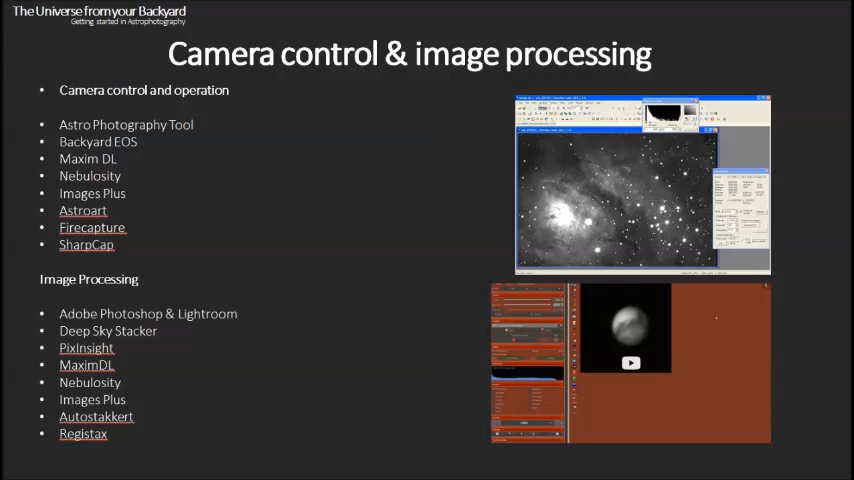 The Universe from your Backyard
Getting started in Astrophotography
Camera control & image processing
• Camera control and operation
• Astro Photography Tool
• Backyard EOS
• Maxim DL
• Nebulosity
• Images Plus
• Astroart
• Firecapture
• SharpCap
Image Processing
• Adobe Photoshop & Lightroom
• Deep Sky Stacker
• PixInsight
• MaximDL
• Nebulosity
• Images Plus
• Autostakkert
• Registax